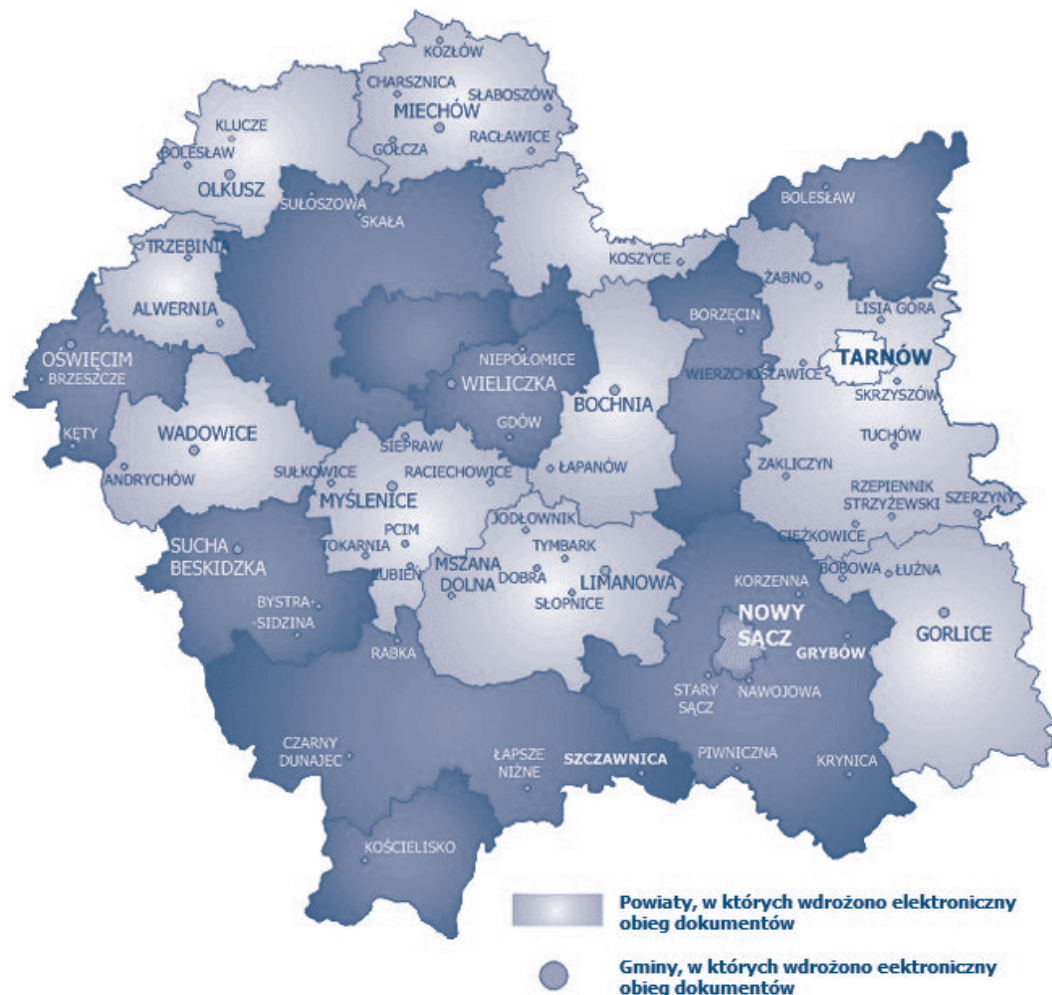 KOZŁÓW
CHARSZNICA
SŁABOSZÓW
MIECHÓW
KLUCZE
RACŁAWICE
GOŁCZA
BOLESŁAW
OLKUSZ
SUŁOSZOWA
SKAŁA
BOLESŁAW
TRZEBINIA
KOSZYCE
ŻABNO
ALWERNIA
BORZĘCIN
LISIA GÓRA
OŚWIĘCIM
BRZESZCZE
NIEPOŁOMICE
TARNÓW
WIELICZKA
WIERZCHOSŁAWICE
SKRZYSZÓW
BOCHNIA
KĘTY
WADOWICE
GDÓW
SIEPRAW
TUCHÓW
ANDRYCHÓW
SUŁKOWICE
RACIECHOWICE
ŁAPANÓW
ZAKLICZYN
MYŚLENICE
RZEPIENNIK
STRZYŻEWSKI
SZERZYNY
JODŁOWNIK
PCIM
CIĘŻKOWICE
SUCHA
BESKIDZKA
TOKARNIA
TYMBARK
MSZANA
DOLNA
LUBIEŃ
DOBRA
LIMANOWA
BOBOWA
ŁUŻNA
KORZENNA
SŁOPNICE
BYSTRA-
-SIDZINA
NOWY
SĄCZ
GORLICE
RABKA
GRYBÓW
STARY
SĄCZ
NAWOJOWA
CZARNY
DUNAJEC
ŁAPSZE
NIŻNE
SZCZAWNICA
PIWNICZNA
KRYNICA
KOŚCIELISKO
Powiaty, w których wdrożono elektroniczny
obieg dokumentów
Gminy, w których wdrożono eektroniczny
obieg dokumentów